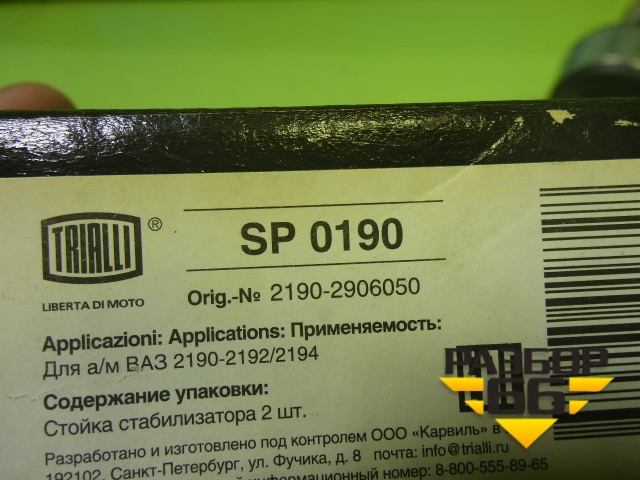 TRIALLI ®
LIBERTA DI MOTO
SP 0190
Orig.-№ 2190-2906050
Applicazioni: Applications: Применяемость:
Для а/м ВАЗ 2190-2192/2194
Содержание упаковки:
Стойка стабилизатора 2 шт.
Разработано и изготовлено под контролем ООО «Карвиль» в
192102, Санкт-Петербург, ул. Фучика, д. 8 почта: info@trialli.ru
информационный номер: 8-800-555-89-65
РАЗБОР
66